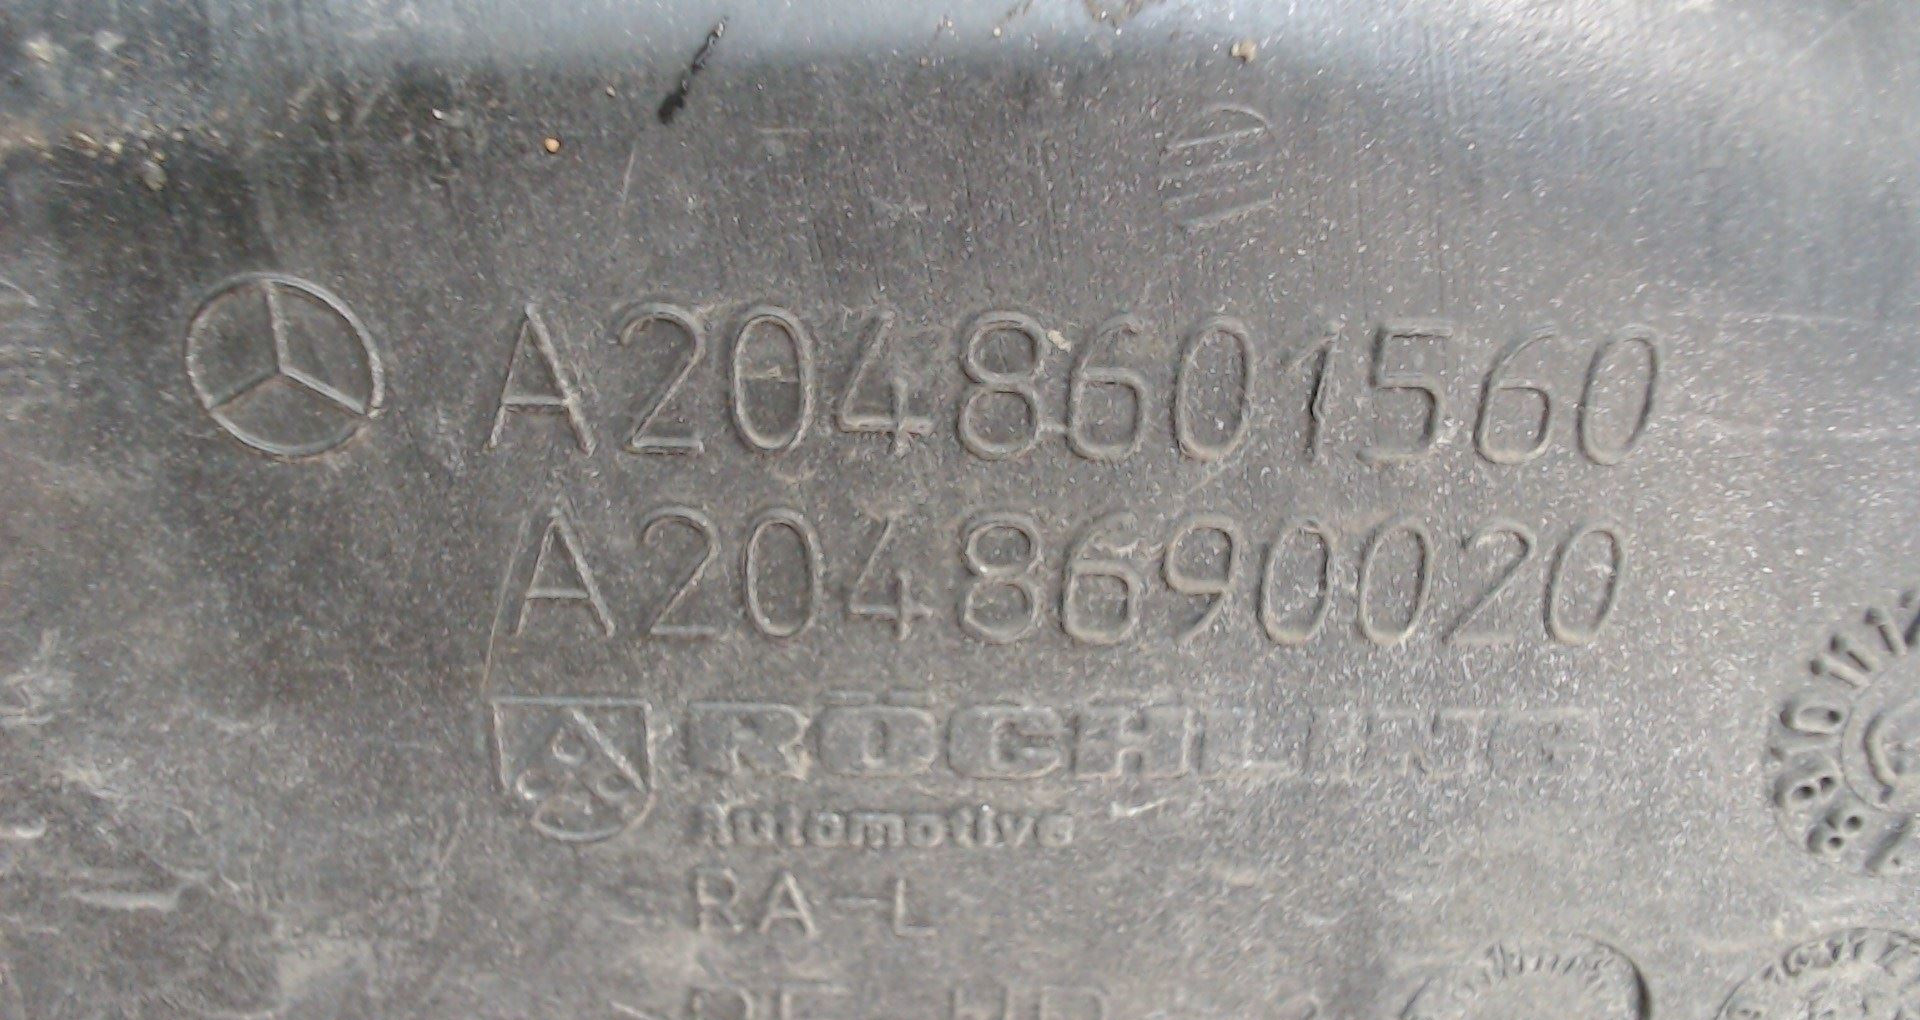 A2048601560
A2048690020
RÖCHLING
Automotive
RA-L